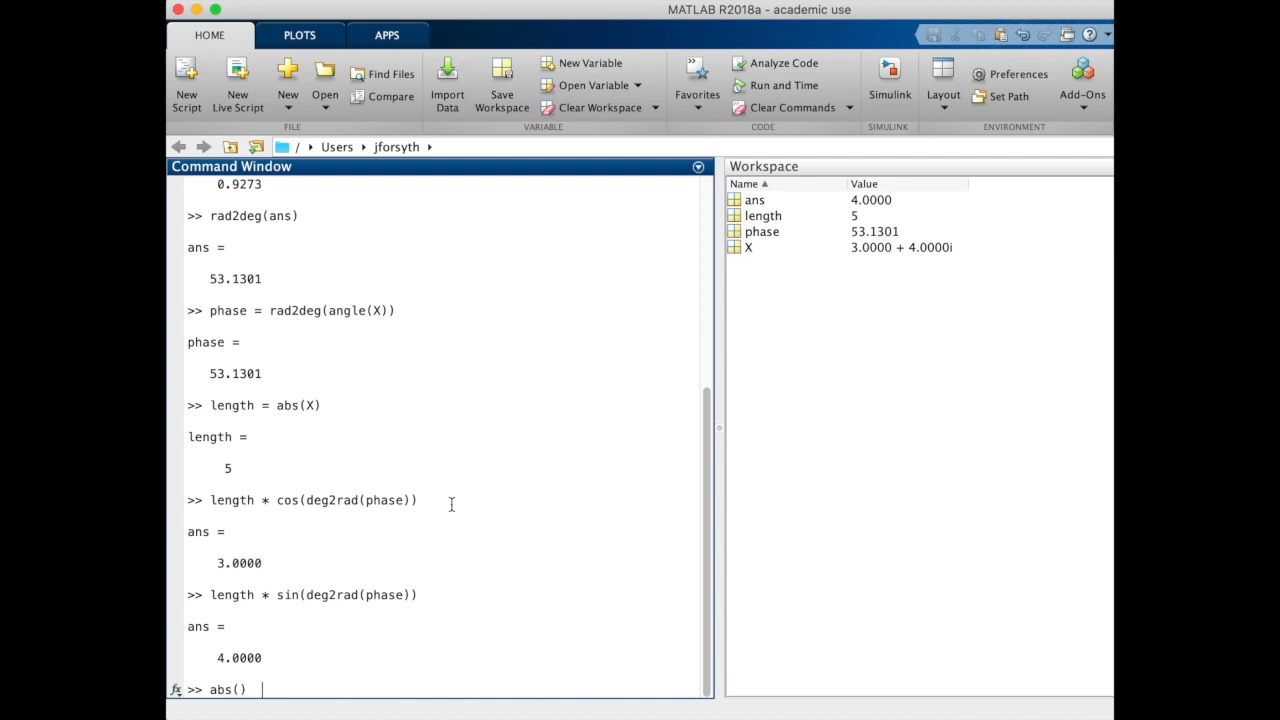 MATLAB R2018a - academic use
HOME PLOTS APPS
New Script
New Live Script
New
Open
Find Files
Compare
Import Data
Save Workspace
New Variable
Open Variable
Clear Workspace
Favorites
Analyze Code
Run and Time
Clear Commands
Simulink
Layout
Preferences
Set Path
Add-Ons
FILE VARIABLE CODE SIMULINK ENVIRONMENT
/ Users jforsyth
Command Window
0.9273
>> rad2deg(ans)
ans =
53.1301
>> phase = rad2deg(angle(X))
phase =
53.1301
>> length = abs(X)
length =
5
>> length * cos(deg2rad(phase))
ans =
3.0000
>> length * sin(deg2rad(phase))
ans =
4.0000
fx >> abs()
Workspace
Name Value
ans 4.0000
length 5
phase 53.1301
X 3.0000 + 4.0000i